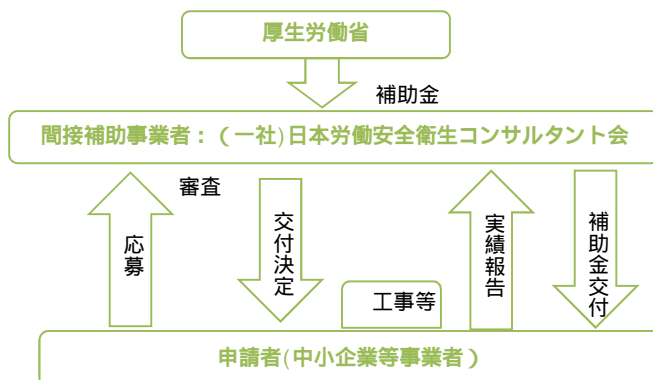 厚生労働省
補助金
間接補助事業者：（一社)日本労働安全衛生コンサルタント会
審査
応募
交付決定
工事等
実績報告
補助金交付
申請者(中小企業等事業者）